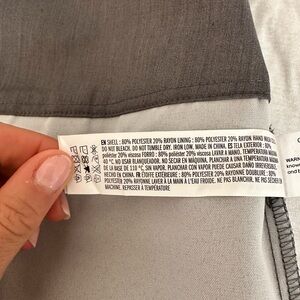 EN SHELL : 80% POLYESTER 20% RAYON LINING : 80% POLYESTER 20% RAYON HAND WASH COLD.
DO NOT BLEACH. DO NOT TUMBLE DRY. IRON LOW. MADE IN CHINA. ES TELA EXTERIOR : 80%
poliéster 20% viscosa FORRO : 80% poliéster 20% viscosa LAVAR A MANO. TEMPERATURA
40 °C. NO USAR BLANQUEADOR. NO SECAR EN MÁQUINA. PLANCHAR A UNA TEMPERATURA MÁXIMA
DE LA BASE DE 110 °C, SIN VAPOR. PLANCHAR CON VAPOR PUEDE CAUSAR DAÑO IRREVERSIBLE.
HECHO EN CHINA. FR ÉTOFFE EXTÉRIEURE : 80% POLYESTER 20% RAYONNE DOUBLURE : 80%
POLYESTER 20% RAYONNE LAVER À LA MAIN À L'EAU FROIDE. NE PAS BLANCHIR. NE PAS SÉCHER EN
MACHINE. REPASSER À TEMPÉRATURE
WARN